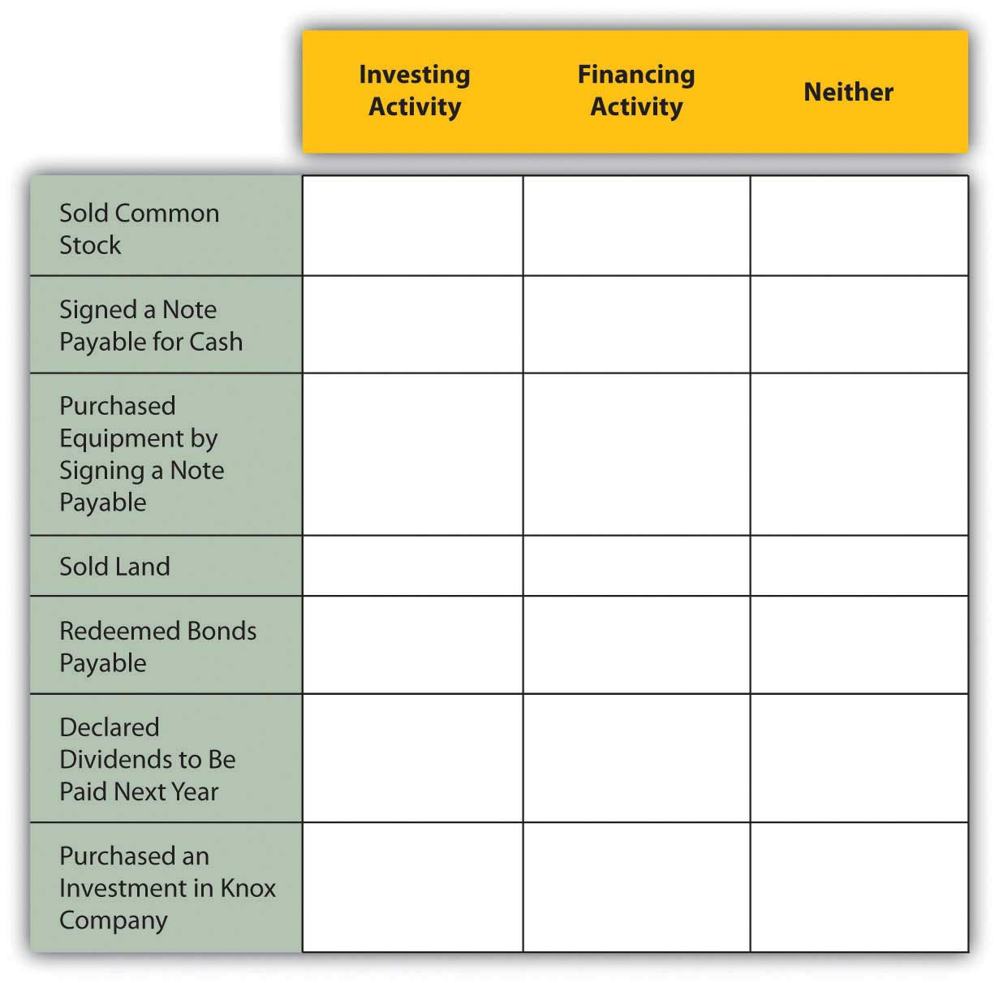 Investing
Activity
Financing
Activity
Neither
Sold Common
Stock
Signed a Note
Payable for Cash
Purchased
Equipment by
Signing a Note
Payable
Sold Land
Redeemed Bonds
Payable
Declared
Dividends to Be
Paid Next Year
Purchased an
Investment in Knox
Company